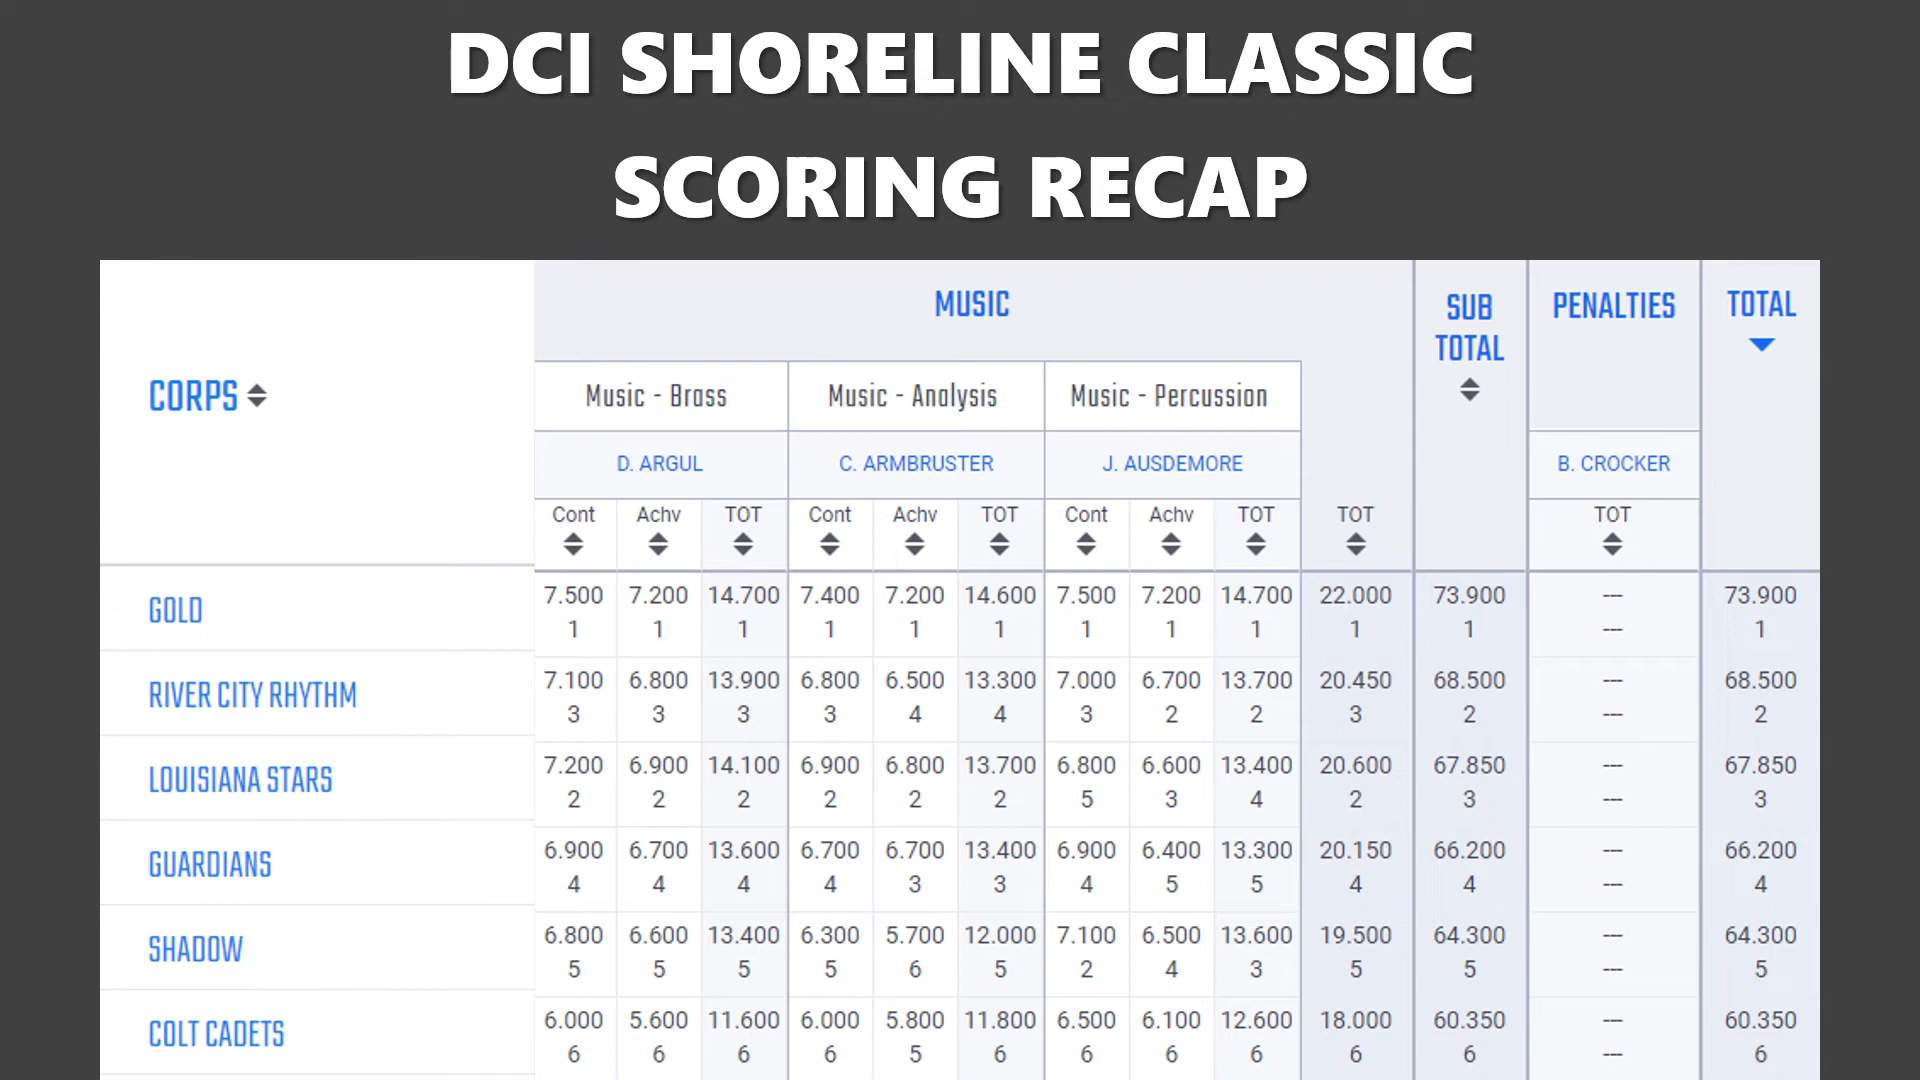 DCI SHORELINE CLASSIC
SCORING RECAP
CORPS
MUSIC
SUB TOTAL
PENALTIES
TOTAL
Music - Brass
Music - Analysis
Music - Percussion
D. ARGUL
C. ARMBRUSTER
J. AUSDEMORE
B. CROCKER
Cont Achv TOT Cont Achv TOT Cont Achv TOT TOT TOT
GOLD
7.500 7.200 14.700 7.400 7.200 14.600 7.500 7.200 14.700 22.000 73.900 --- 73.900
1 1 1 1 1 1 1 1 1 1 1 --- 1
RIVER CITY RHYTHM
7.100 6.800 13.900 6.800 6.500 13.300 7.000 6.700 13.700 20.450 68.500 --- 68.500
3 3 3 3 4 4 3 2 2 3 2 --- 2
LOUISIANA STARS
7.200 6.900 14.100 6.900 6.800 13.700 6.800 6.600 13.400 20.600 67.850 --- 67.850
2 2 2 2 2 2 5 3 4 2 3 --- 3
GUARDIANS
6.900 6.700 13.600 6.700 6.700 13.400 6.900 6.400 13.300 20.150 66.200 --- 66.200
4 4 4 4 3 3 4 5 5 4 4 --- 4
SHADOW
6.800 6.600 13.400 6.300 5.700 12.000 7.100 6.500 13.600 19.500 64.300 --- 64.300
5 5 5 5 6 5 2 4 3 5 5 --- 5
COLT CADETS
6.000 5.600 11.600 6.000 5.800 11.800 6.500 6.100 12.600 18.000 60.350 --- 60.350
6 6 6 6 5 6 6 6 6 6 6 --- 6